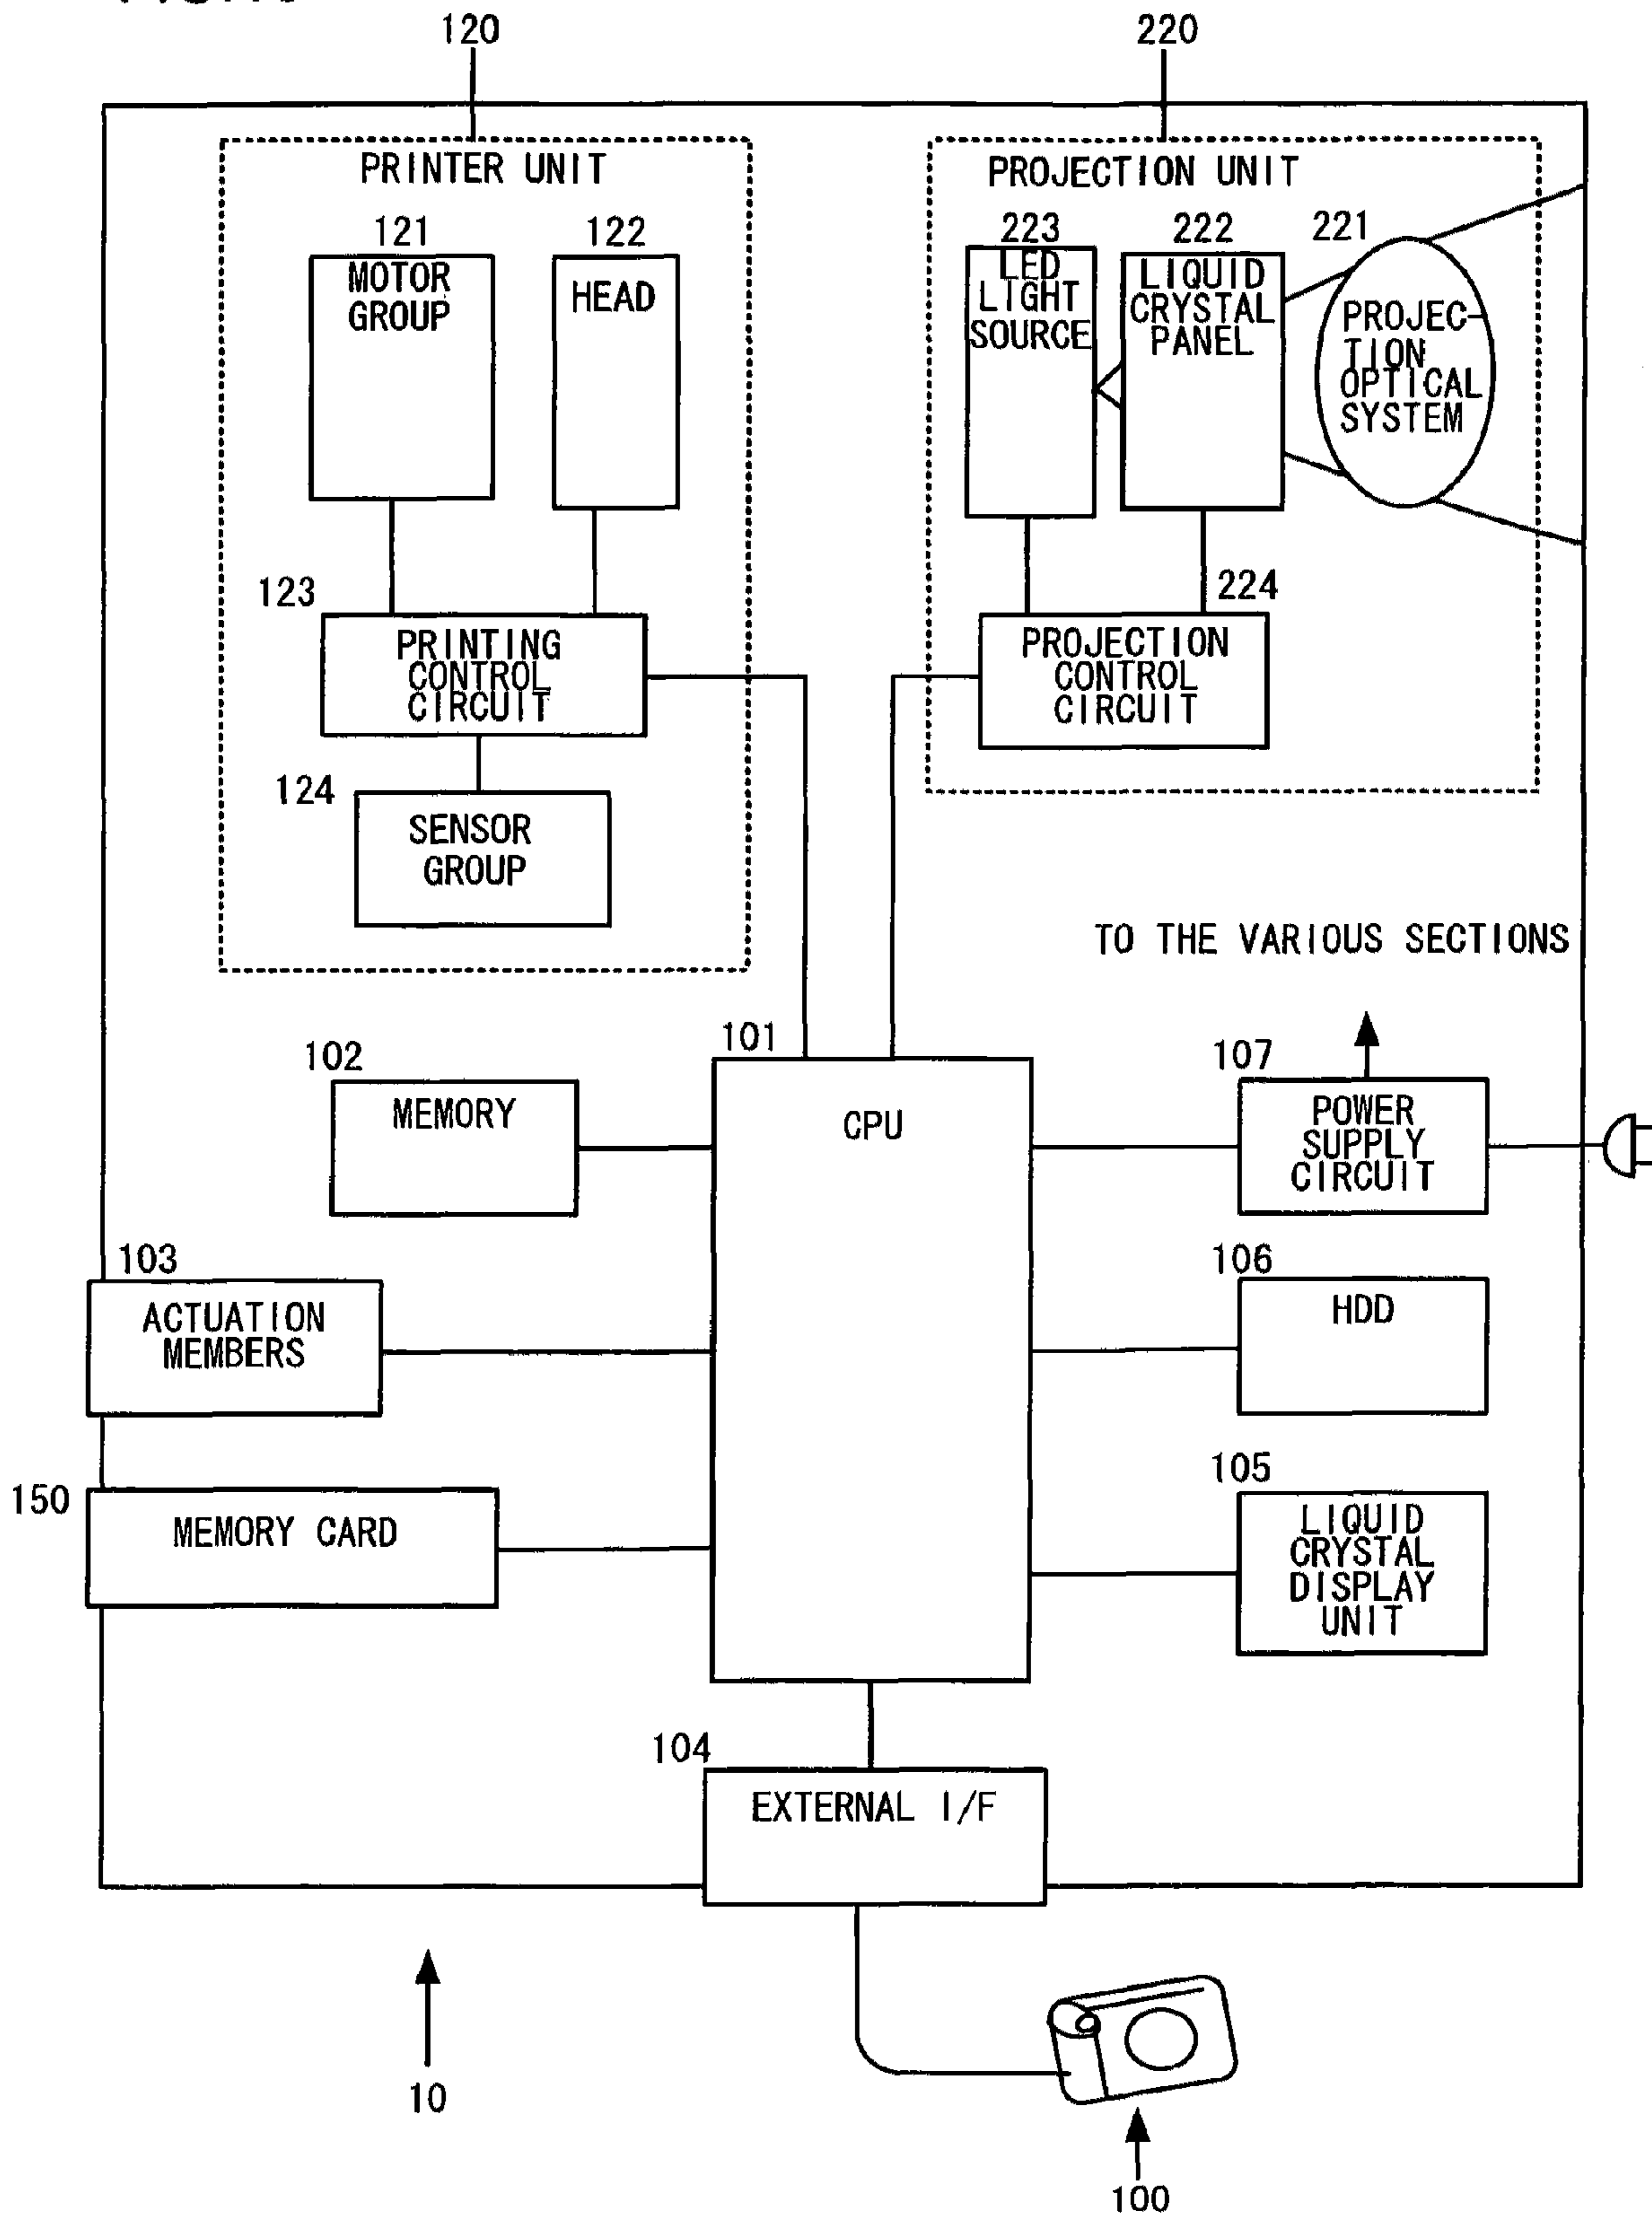 120
220
PRINTER UNIT
PROJECTION UNIT
121
122
223
222
221
MOTOR
GROUP
HEAD
LED
LIGHT
SOURCE
LIQUID
CRYSTAL
PANEL
PROJEC-
TION
OPTICAL
SYSTEM
123
224
PRINTING
CONTROL
CIRCUIT
PROJECTION
CONTROL
CIRCUIT
124
SENSOR
GROUP
TO THE VARIOUS SECTIONS
101
102
107
MEMORY
CPU
POWER
SUPPLY
CIRCUIT
103
106
ACTUATION
MEMBERS
HDD
150
105
MEMORY CARD
LIQUID
CRYSTAL
DISPLAY
UNIT
104
EXTERNAL I/F
10
100